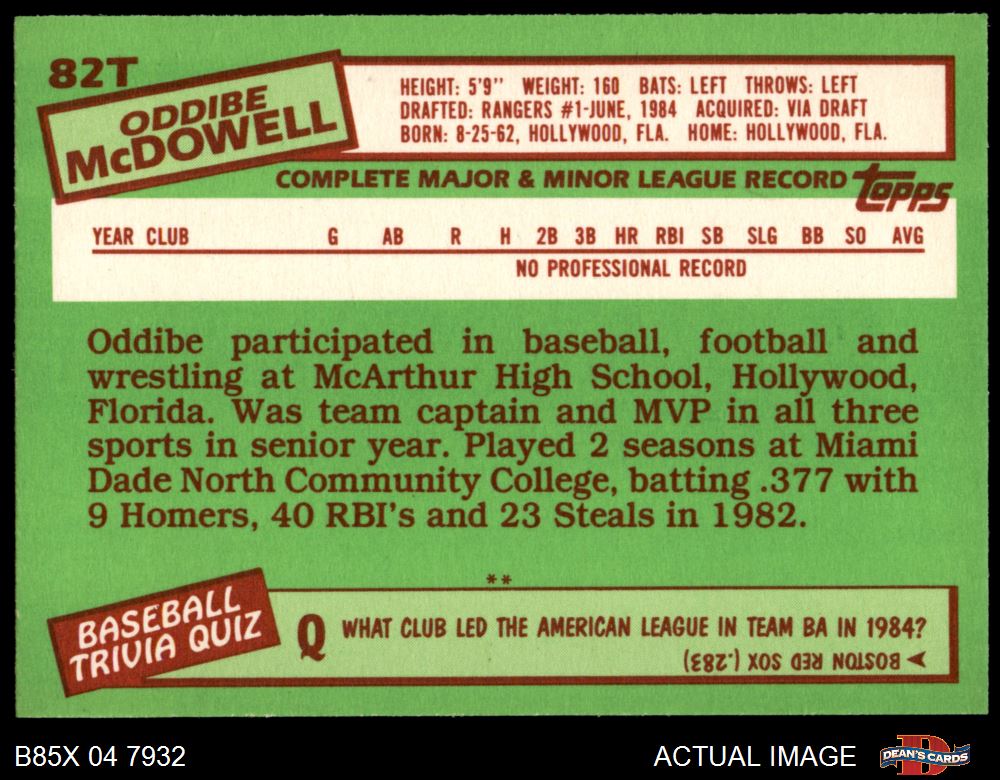 82T
ODDIBE
McDOWELL
HEIGHT: 5'9" WEIGHT: 160 BATS: LEFT THROWS: LEFT
DRAFTED: RANGERS #1-JUNE, 1984 ACQUIRED: VIA DRAFT
BORN: 8-25-62, HOLLYWOOD, FLA. HOME: HOLLYWOOD, FLA.
COMPLETE MAJOR & MINOR LEAGUE RECORD topps
YEAR CLUB G AB R H 2B 3B HR RBI SB SLG BB SO AVG
NO PROFESSIONAL RECORD
Oddibe participated in baseball, football and
wrestling at McArthur High School, Hollywood,
Florida. Was team captain and MVP in all three
sports in senior year. Played 2 seasons at Miami
Dade North Community College, batting .377 with
9 Homers, 40 RBI's and 23 Steals in 1982.
**
BASEBALL
TRIVIA QUIZ
Q WHAT CLUB LED THE AMERICAN LEAGUE IN TEAM BA IN 1984?
BOSTON RED SOX (.283)
B85X 04 7932
ACTUAL IMAGE
D
DEAN'S CARDS